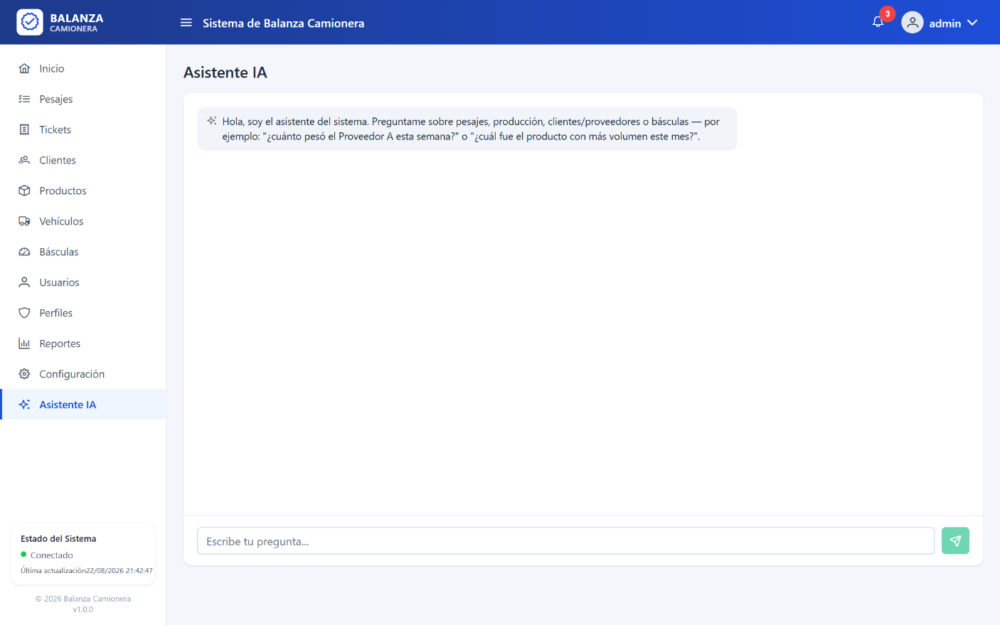 BALANZA
CAMIONERA
Sistema de Balanza Camionera
3
admin
Inicio
Pesajes
Tickets
Clientes
Productos
Vehículos
Básculas
Usuarios
Perfiles
Reportes
Configuración
Asistente IA
Estado del Sistema
Conectado
Última actualización22/08/2026 21:42:47
© 2026 Balanza Camionera
v1.0.0
Asistente IA
Hola, soy el asistente del sistema. Preguntame sobre pesajes, producción, clientes/proveedores o básculas — por
ejemplo: "¿cuánto pesó el Proveedor A esta semana?" o "¿cuál fue el producto con más volumen este mes?".
Escribe tu pregunta...